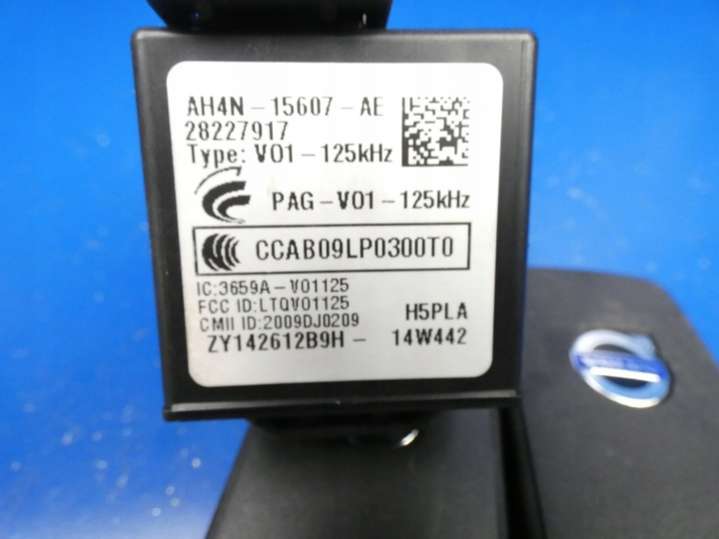 AH4N-15607-AE
28227917
Type: V01-125kHz
PAG-V01-125kHz
CCAB09LP0300T0
IC:3659A-V01125
FCC ID:LTQV01125
CMII ID:2009DJ0209
H5PLA
ZY142612B9H- 14W442